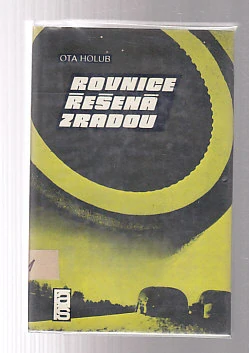 OTA HOLUB
ROVNICE
ŘEŠENÁ
ZRADOU